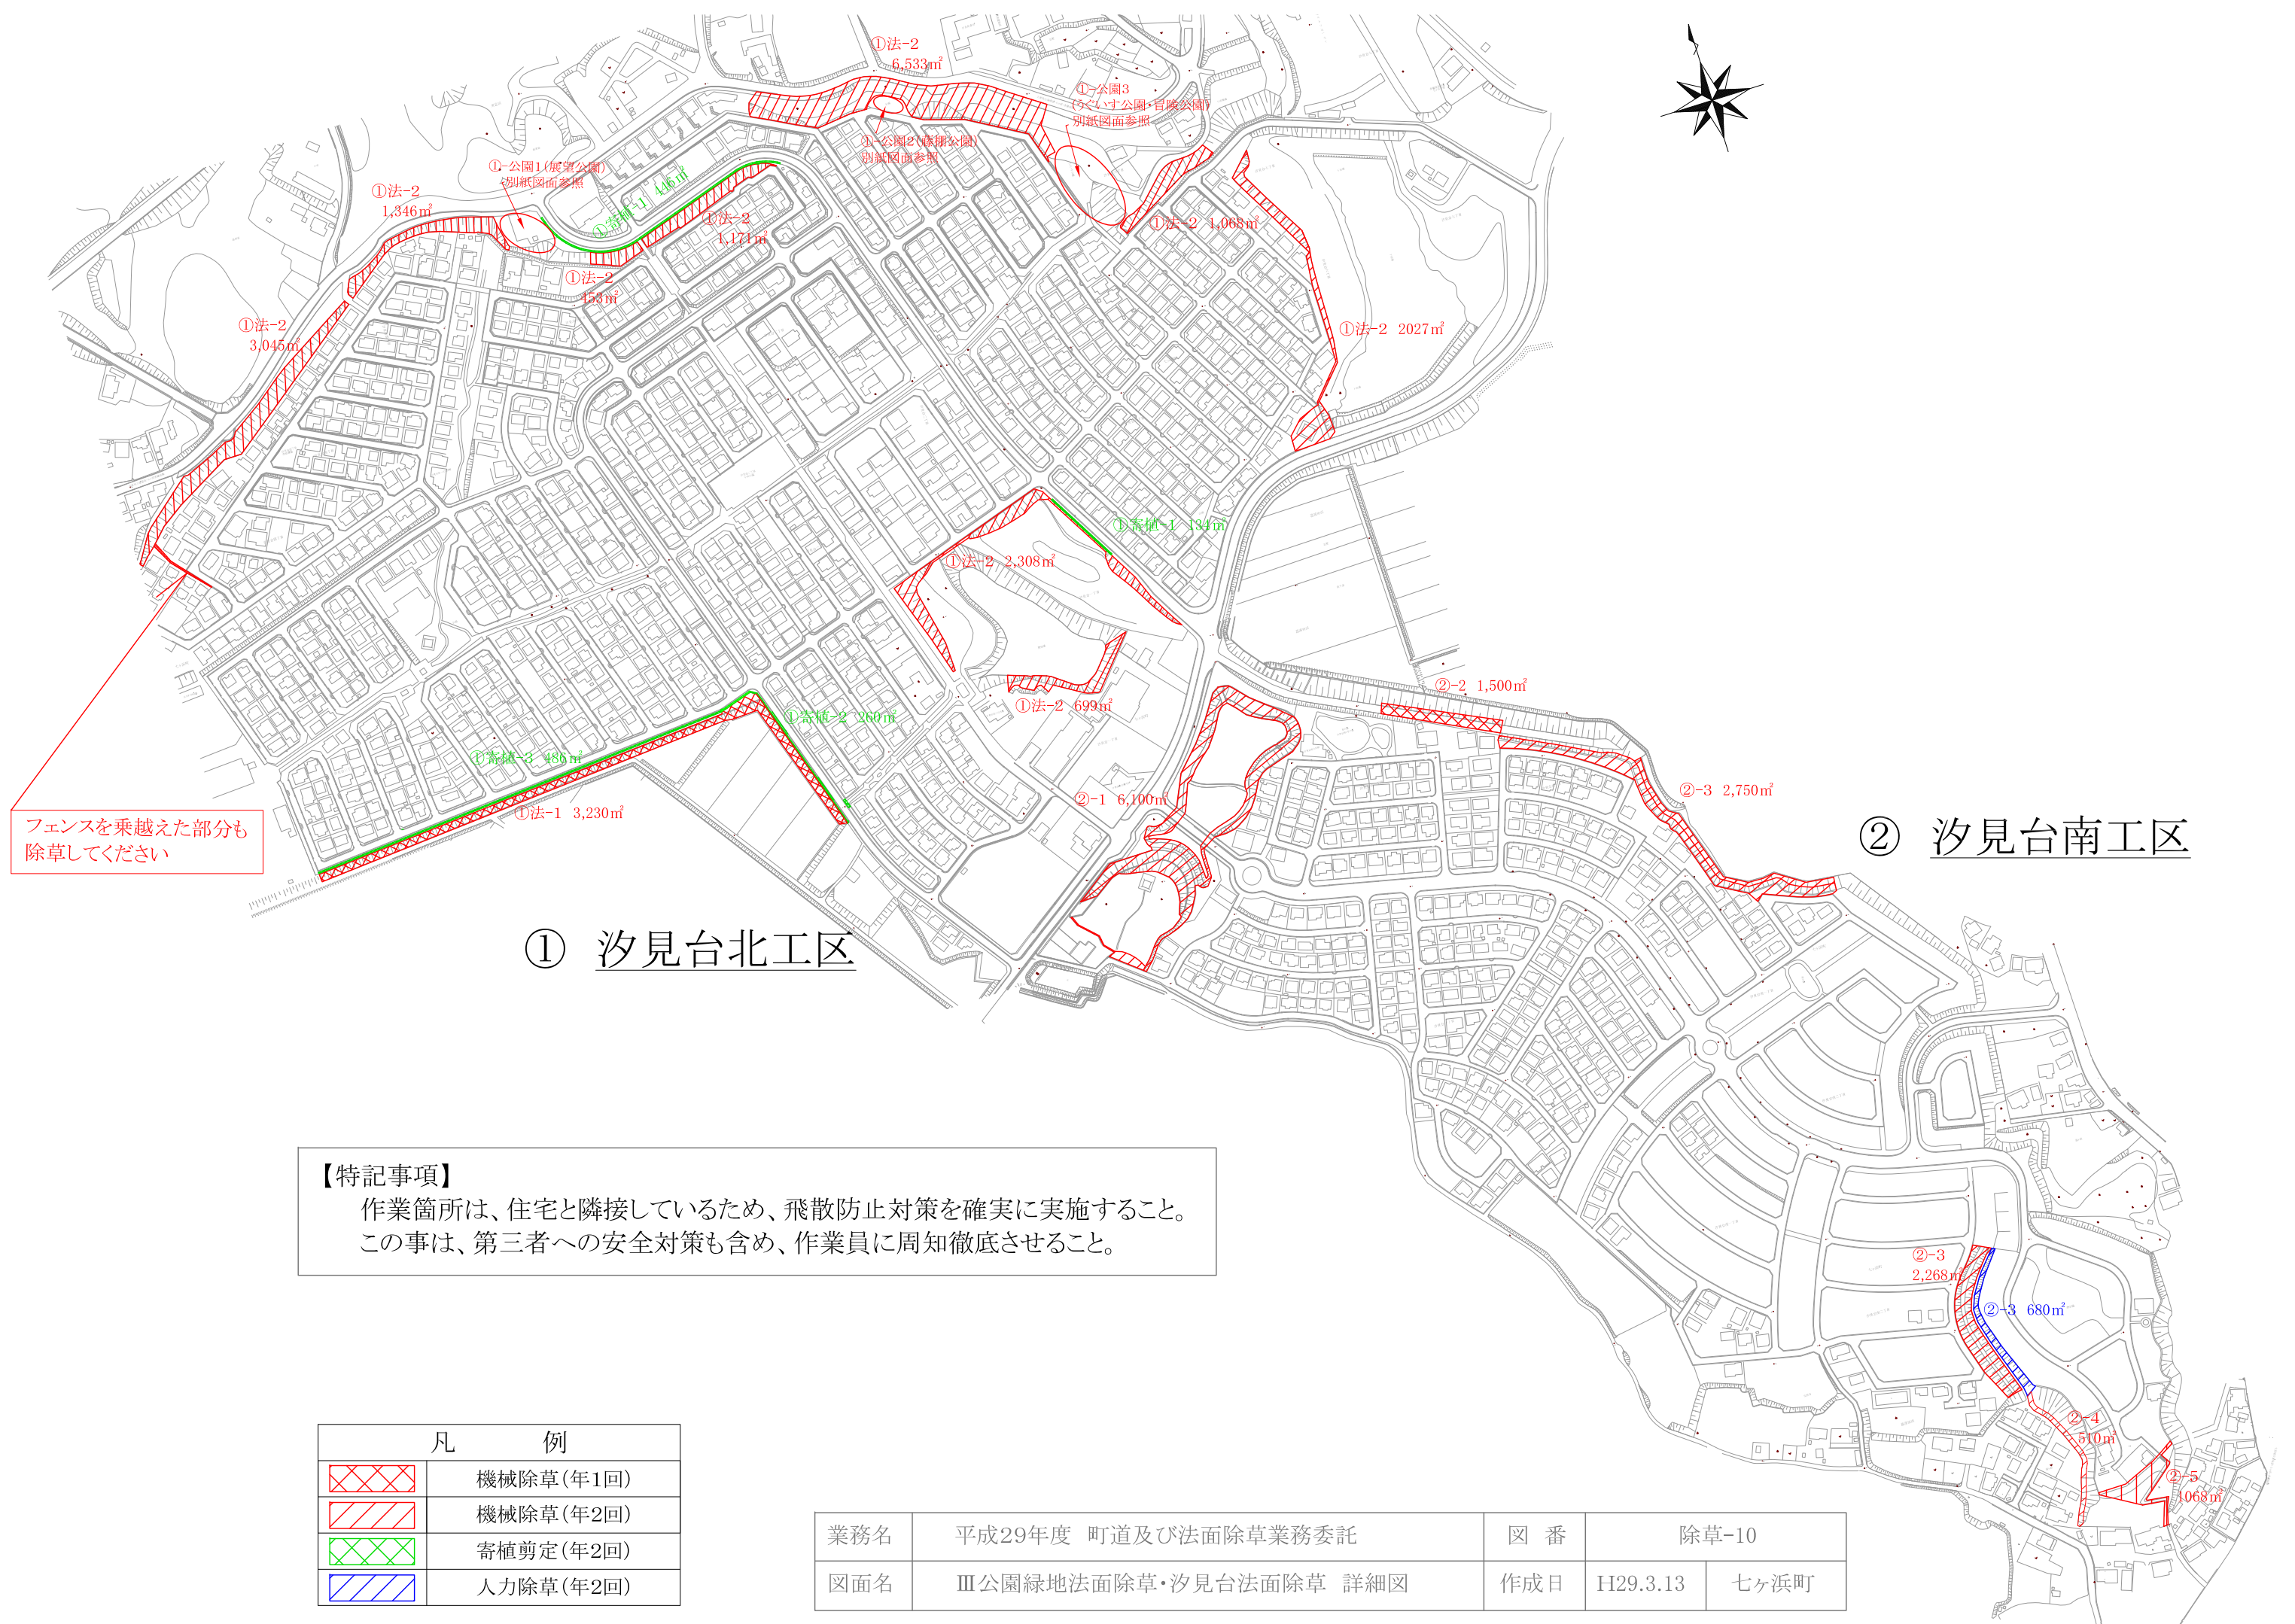 ①法-2
6,533㎡
①-公園3
(うぐいす公園・冒険公園)
別紙図面参照
①-公園2(藤棚公園)
別紙図面参照
①-公園1(展望公園)
別紙図面参照
①寄植-1 446㎡
①法-2
1,346㎡
①法-2
1,171㎡
①法-2 1,068㎡
①法-2
453㎡
①法-2
3,045㎡
①法-2 2027㎡
①寄植-1 134㎡
①法-2 2,308㎡
①法-2 699㎡
②-2 1,500㎡
①寄植-2 260㎡
①寄植-3 486㎡
①法-1 3,230㎡
②-1 6,100㎡
②-3 2,750㎡
フェンスを乗越えた部分も
除草してください
② 汐見台南工区
① 汐見台北工区
【特記事項】
作業箇所は、住宅と隣接しているため、飛散防止対策を確実に実施すること。
この事は、第三者への安全対策も含め、作業員に周知徹底させること。
②-3
2,268㎡
②-3 680㎡
②-4
510㎡
②-5
1068㎡
凡 例
機械除草(年1回)
機械除草(年2回)
寄植剪定(年2回)
人力除草(年2回)
業務名 平成29年度 町道及び法面除草業務委託 図 番 除草-10
図面名 Ⅲ公園緑地法面除草・汐見台法面除草 詳細図 作成日 H29.3.13 七ヶ浜町